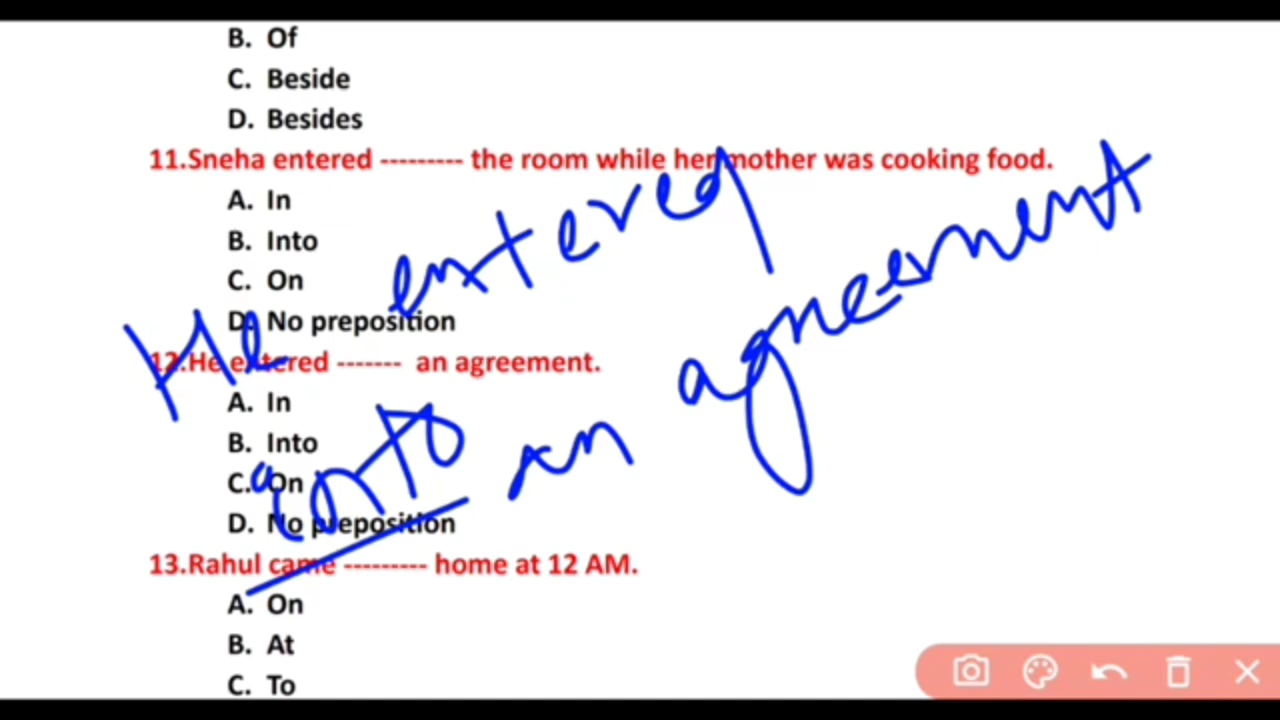 B. Of
C. Beside
D. Besides
11.Sneha entered --------- the room while her mother was cooking food.
A. In
B. Into
C. On
D. No preposition
12.He entered ------- an agreement.
A. In
B. Into
C. On
D. No preposition
13.Rahul came --------- home at 12 AM.
A. On
B. At
C. To
He entered
into an agreement